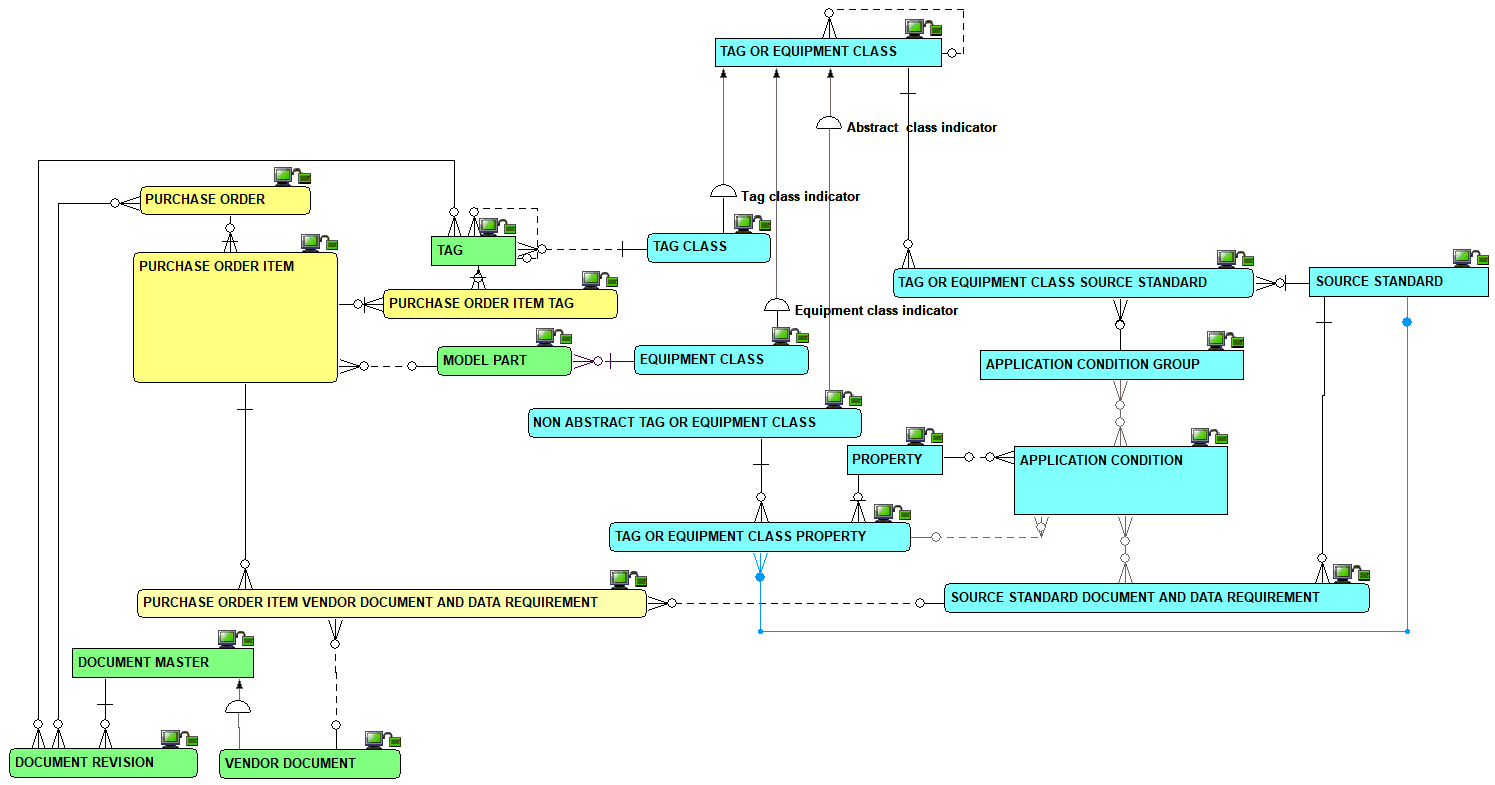 TAG OR EQUIPMENT CLASS
Abstract  class indicator
PURCHASE ORDER
Tag class indicator
TAG
TAG CLASS
PURCHASE ORDER ITEM
TAG OR EQUIPMENT CLASS SOURCE STANDARD
SOURCE STANDARD
PURCHASE ORDER ITEM TAG
Equipment class indicator
MODEL PART
EQUIPMENT CLASS
APPLICATION CONDITION GROUP
NON ABSTRACT TAG OR EQUIPMENT CLASS
PROPERTY
APPLICATION CONDITION
TAG OR EQUIPMENT CLASS PROPERTY
PURCHASE ORDER ITEM VENDOR DOCUMENT AND DATA REQUIREMENT
SOURCE STANDARD DOCUMENT AND DATA REQUIREMENT
DOCUMENT MASTER
DOCUMENT REVISION
VENDOR DOCUMENT